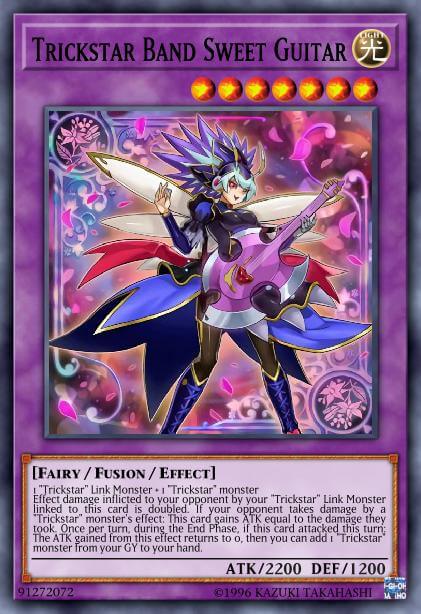 TRICKSTAR BAND SWEET GUITAR
LIGHT
光
[FAIRY / FUSION / EFFECT]
1 "Trickstar" Link Monster + 1 "Trickstar" monster
Effect damage inflicted to your opponent by your "Trickstar" Link Monster
linked to this card is doubled. If your opponent takes damage by a
"Trickstar" monster's effect: This card gains ATK equal to the damage they
took. Once per turn, during the End Phase, if this card attacked this turn:
The ATK gained from this effect returns to 0, then you can add 1 "Trickstar"
monster from your GY to your hand.
ATK/2200 DEF/1200
91272072 ©1996 KAZUKI TAKAHASHI